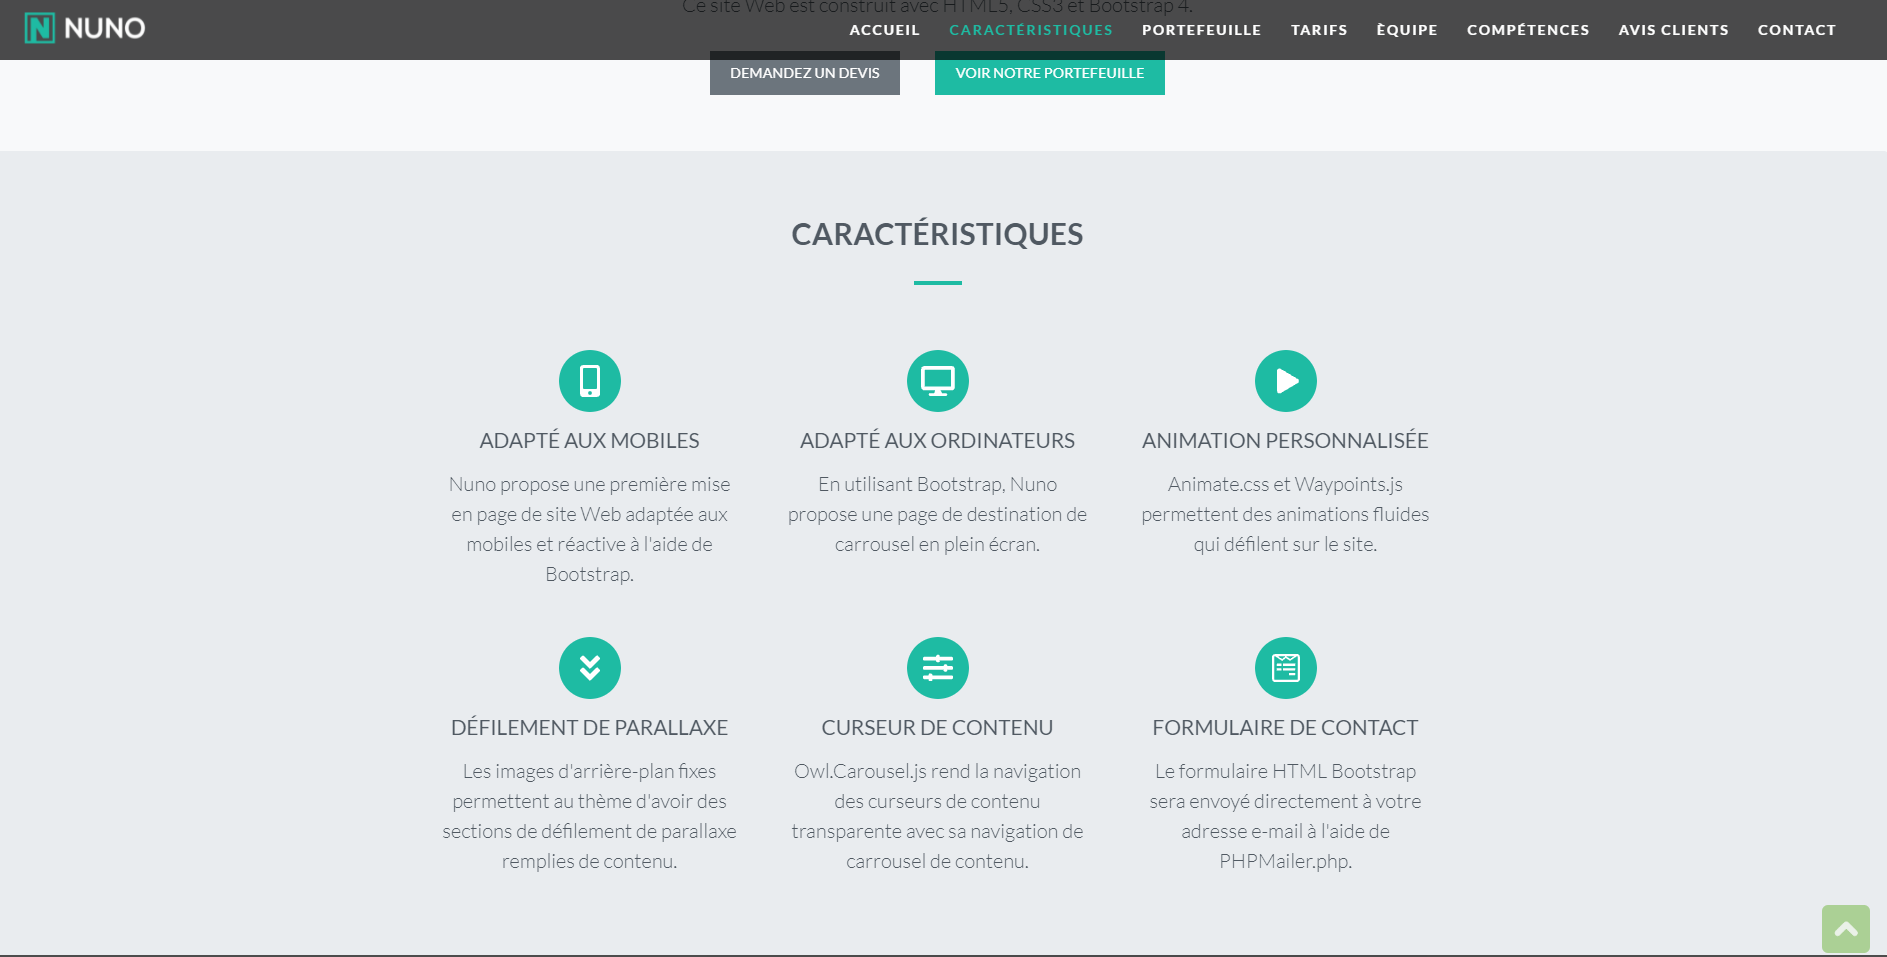 Ce site Web est construit avec HTML5, CSS3 et Bootstrap 4.
NUNO
ACCUEIL CARACTÉRISTIQUES PORTEFEUILLE TARIFS ÈQUIPE COMPÉTENCES AVIS CLIENTS CONTACT
DEMANDEZ UN DEVIS VOIR NOTRE PORTEFEUILLE
CARACTÉRISTIQUES
ADAPTÉ AUX MOBILES
Nuno propose une première mise
en page de site Web adaptée aux
mobiles et réactive à l'aide de
Bootstrap.
ADAPTÉ AUX ORDINATEURS
En utilisant Bootstrap, Nuno
propose une page de destination de
carrousel en plein écran.
ANIMATION PERSONNALISÉE
Animate.css et Waypoints.js
permettent des animations fluides
qui défilent sur le site.
DÉFILEMENT DE PARALLAXE
Les images d'arrière-plan fixes
permettent au thème d'avoir des
sections de défilement de parallaxe
remplies de contenu.
CURSEUR DE CONTENU
Owl.Carousel.js rend la navigation
des curseurs de contenu
transparente avec sa navigation de
carrousel de contenu.
FORMULAIRE DE CONTACT
Le formulaire HTML Bootstrap
sera envoyé directement à votre
adresse e-mail à l'aide de
PHPMailer.php.